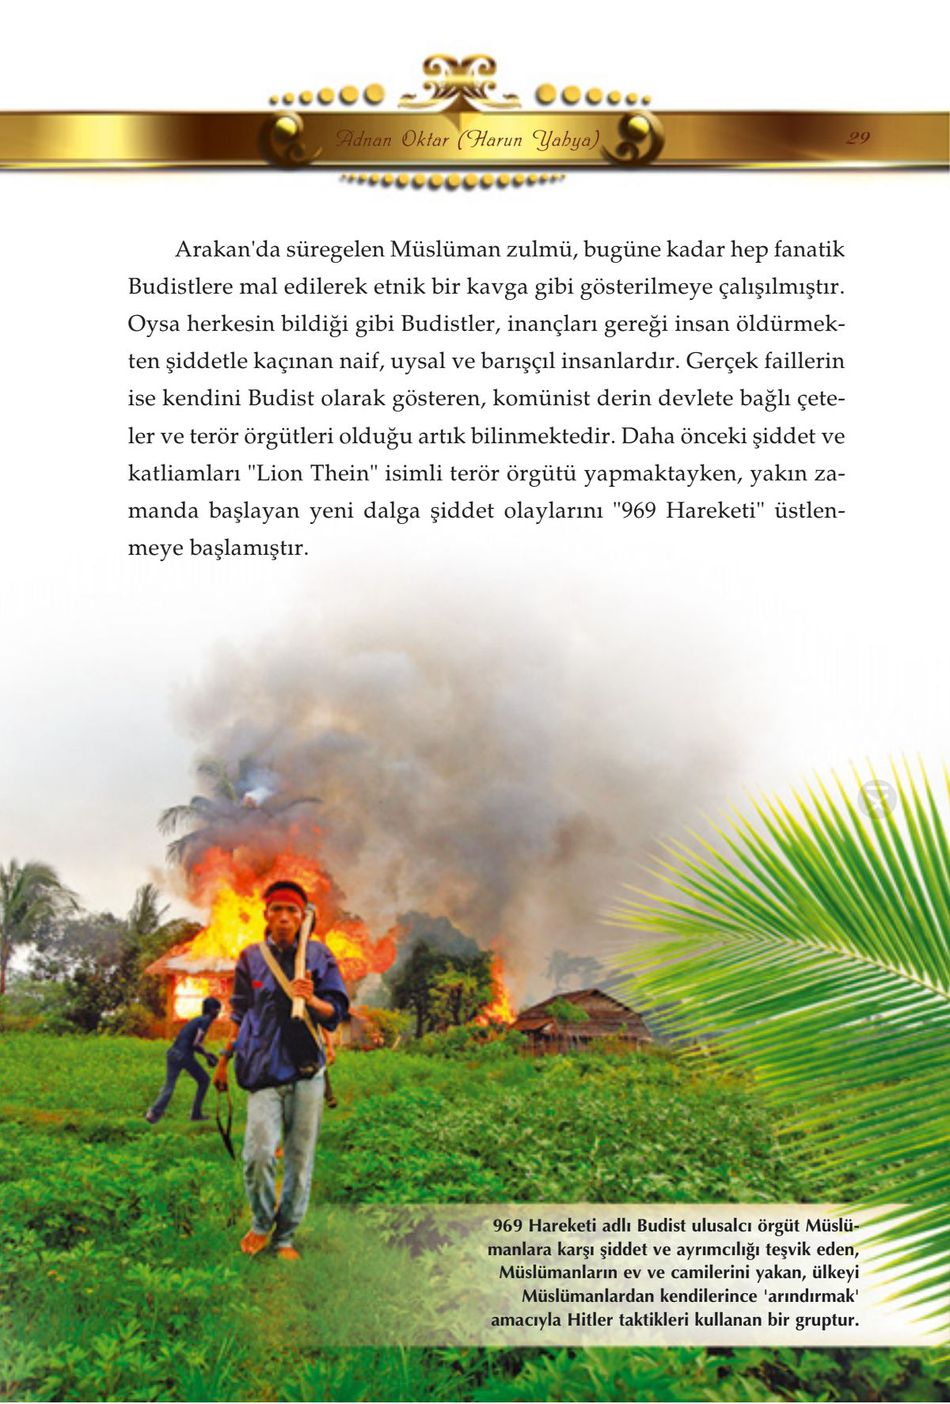 Adnan Oktar (Harun Yahya)
29
Arakan'da süregelen Müslüman zulmü, bugüne kadar hep fanatik
Budistlere mal edilerek etnik bir kavga gibi gösterilmeye çalışılmıştır.
Oysa herkesin bildiği gibi Budistler, inançları gereği insan öldürmek-
ten şiddetle kaçınan naif, uysal ve barışçıl insanlardır. Gerçek faillerin
ise kendini Budist olarak gösteren, komünist derin devlete bağlı çete-
ler ve terör örgütleri olduğu artık bilinmektedir. Daha önceki şiddet ve
katliamları "Lion Thein" isimli terör örgütü yapmaktayken, yakın za-
manda başlayan yeni dalga şiddet olaylarını "969 Hareketi" üstlen-
meye başlamıştır.
969 Hareketi adlı Budist ulusalcı örgüt Müslü-
manlara karşı şiddet ve ayrımcılığı teşvik eden,
Müslümanların ev ve camilerini yakan, ülkeyi
Müslümanlardan kendilerince 'arındırmak'
amacıyla Hitler taktikleri kullanan bir gruptur.